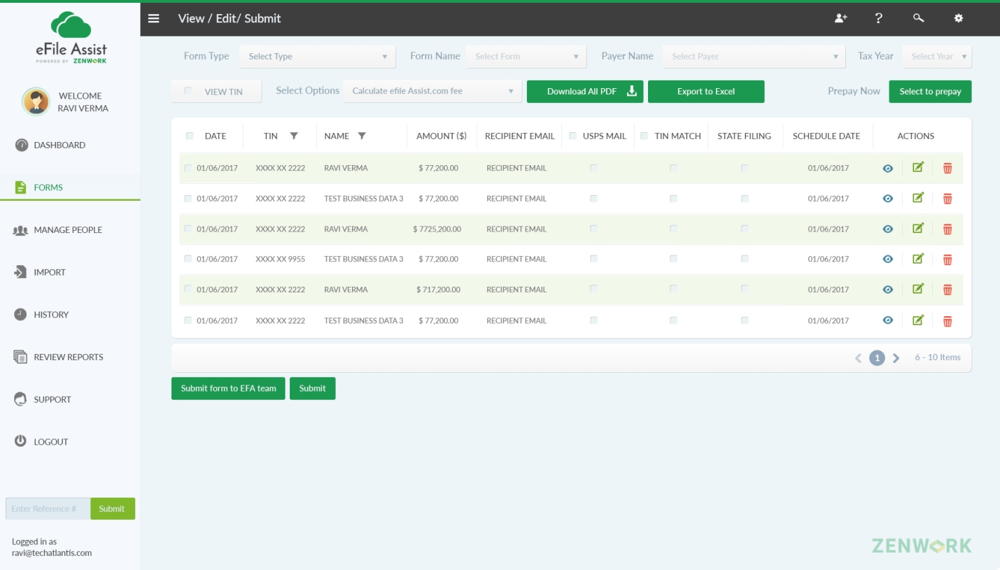 eFile Assist
POWERED BY ZENWORK
WELCOME
RAVI VERMA
DASHBOARD
FORMS
MANAGE PEOPLE
IMPORT
HISTORY
REVIEW REPORTS
SUPPORT
LOGOUT
Enter Reference # Submit
Logged in as
ravi@techatlantis.com
View / Edit/ Submit
Form Type Select Type Form Name Select Form Payer Name Select Payer Tax Year Select Year
VIEW TIN Select Options Calculate efile Assist.com fee Download All PDF Export to Excel Prepay Now Select to prepay
DATE TIN NAME AMOUNT ($) RECIPIENT EMAIL USPS MAIL TIN MATCH STATE FILING SCHEDULE DATE ACTIONS
01/06/2017 XXXX XX 2222 RAVI VERMA $ 77,200.00 RECIPIENT EMAIL 01/06/2017
01/06/2017 XXXX XX 2222 TEST BUSINESS DATA 3 $ 77,200.00 RECIPIENT EMAIL 01/06/2017
01/06/2017 XXXX XX 2222 RAVI VERMA $ 7725,200.00 RECIPIENT EMAIL 01/06/2017
01/06/2017 XXXX XX 9955 TEST BUSINESS DATA 3 $ 77,200.00 RECIPIENT EMAIL 01/06/2017
01/06/2017 XXXX XX 2222 RAVI VERMA $ 717,200.00 RECIPIENT EMAIL 01/06/2017
01/06/2017 XXXX XX 2222 TEST BUSINESS DATA 3 $ 77,200.00 RECIPIENT EMAIL 01/06/2017
1 6 - 10 Items
Submit form to EFA team Submit
ZENWORK